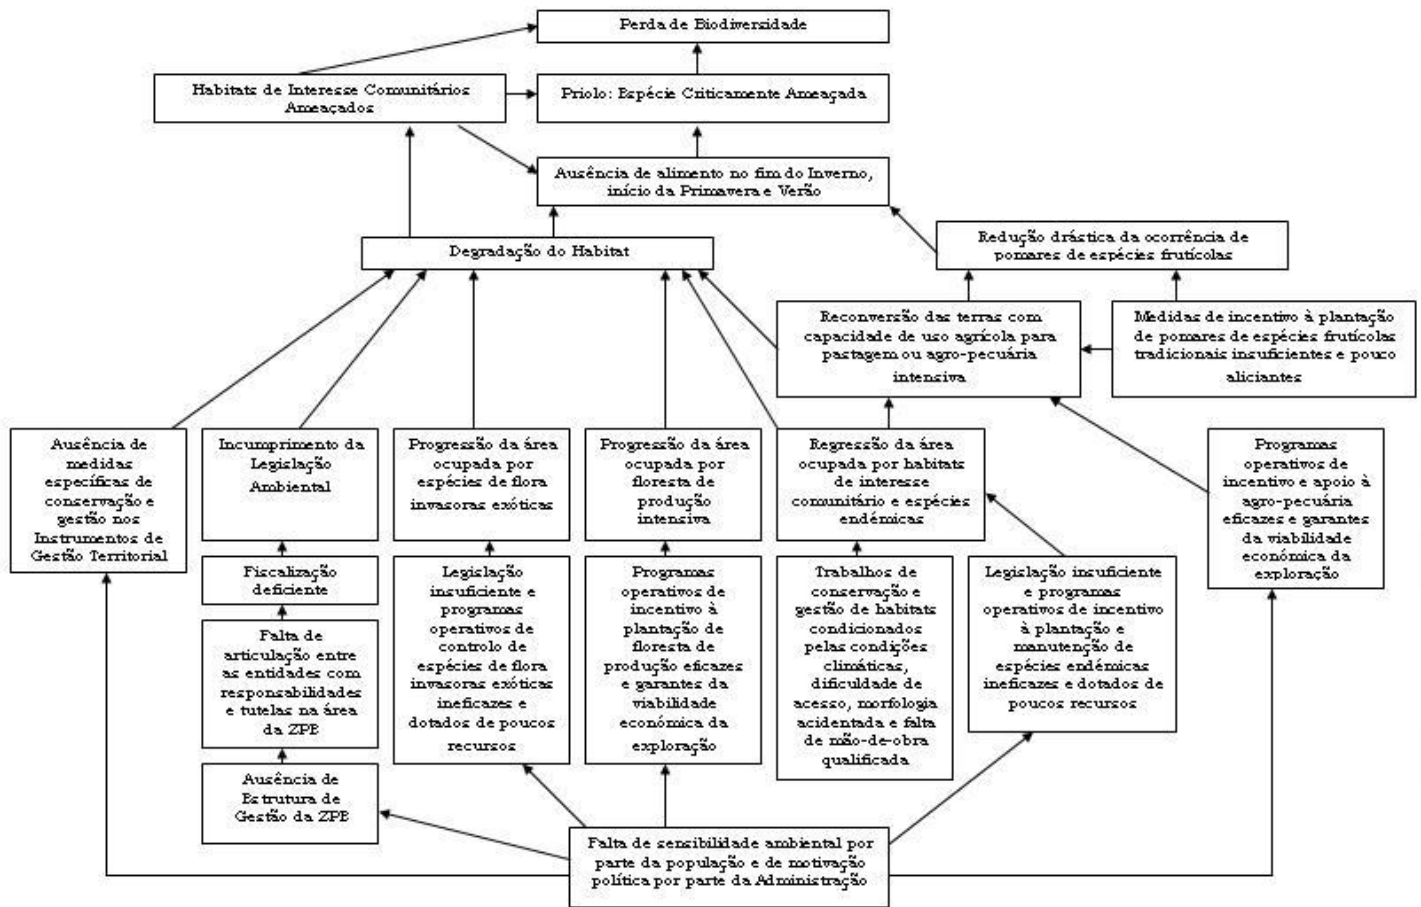 Perda de Biodiversidade
Habitats de Interesse Comunitários
Ameaçados
Priolo: Espécie Criticamente Ameaçada
Ausência de alimento no fim do Inverno,
início da Primavera e Verão
Degradação do Habitat
Redução drástica da ocorrência de
pomares de espécies frutícolas
Reconversão das terras com
capacidade de uso agrícola para
pastagem ou agro-pecuária
intensiva
Medidas de incentivo à plantação
de pomares de espécies frutícolas
tradicionais insuficientes e pouco
aliciantes
Ausência de
medidas
específicas de
conservação e
gestão nos
Instrumentos de
Gestão Territorial
Incumprimento da
Legislação
Ambiental
Progressão da área
ocupada por
espécies de flora
invasoras exóticas
Progressão da área
ocupada por
floresta de
produção
intensiva
Regressão da área
ocupada por habitats
de interesse
comunitário e espécies
endémicas
Programas
operativos de
incentivo e apoio à
agro-pecuária
eficazes e garantes
da viabilidade
económica da
exploração
Fiscalização
deficiente
Falta de
articulação entre
as entidades com
responsabilidades
e tutelas na área
da ZPE
Ausência de
Estrutura de
Gestão da ZPE
Legislação
insuficiente e
programas
operativos de
controlo de
espécies de flora
invasoras exóticas
ineficazes e
dotados de poucos
recursos
Programas
operativos de
incentivo à
plantação de
floresta de
produção eficazes
e garantes da
viabilidade
económica da
exploração
Trabalhos de
conservação e
gestão de habitats
condicionados
pelas condições
climáticas,
dificuldade de
acesso, morfologia
acidentada e falta
de mão-de-obra
qualificada
Legislação insuficiente
e programas
operativos de incentivo
à plantação e
manutenção de
espécies endémicas
ineficazes e dotados de
poucos recursos
Falta de sensibilidade ambiental por
parte da população e de motivação
política por parte da Administração